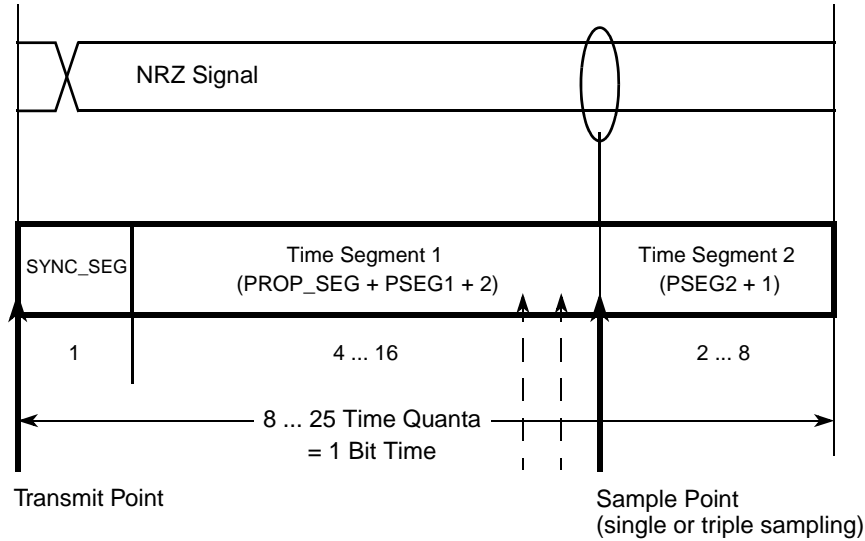 NRZ Signal
SYNC_SEG
Time Segment 1
(PROP_SEG + PSEG1 + 2)
Time Segment 2
(PSEG2 + 1)
1
4 ... 16
2 ... 8
8 ... 25 Time Quanta
= 1 Bit Time
Transmit Point
Sample Point
(single or triple sampling)